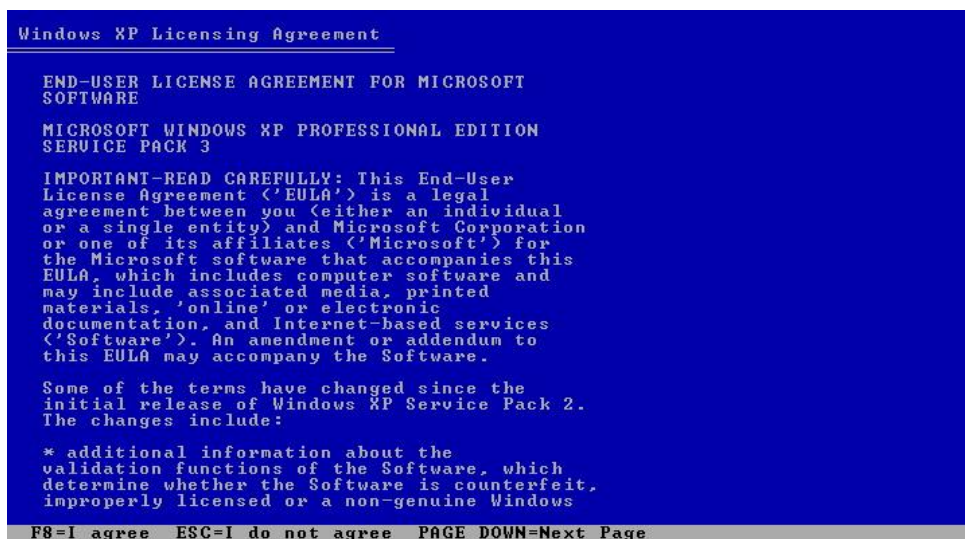 Windows XP Licensing Agreement
END-USER LICENSE AGREEMENT FOR MICROSOFT
SOFTWARE
MICROSOFT WINDOWS XP PROFESSIONAL EDITION
SERVICE PACK 3
IMPORTANT-READ CAREFULLY: This End-User
License Agreement ('EULA') is a legal
agreement between you (either an individual
or a single entity) and Microsoft Corporation
or one of its affiliates ('Microsoft') for
the Microsoft software that accompanies this
EULA, which includes computer software and
may include associated media, printed
materials, 'online' or electronic
documentation, and Internet-based services
('Software'). An amendment or addendum to
this EULA may accompany the Software.
Some of the terms have changed since the
initial release of Windows XP Service Pack 2.
The changes include:
* additional information about the
validation functions of the Software, which
determine whether the Software is counterfeit,
improperly licensed or a non-genuine Windows
F8=I agree  ESC=I do not agree  PAGE DOWN=Next Page